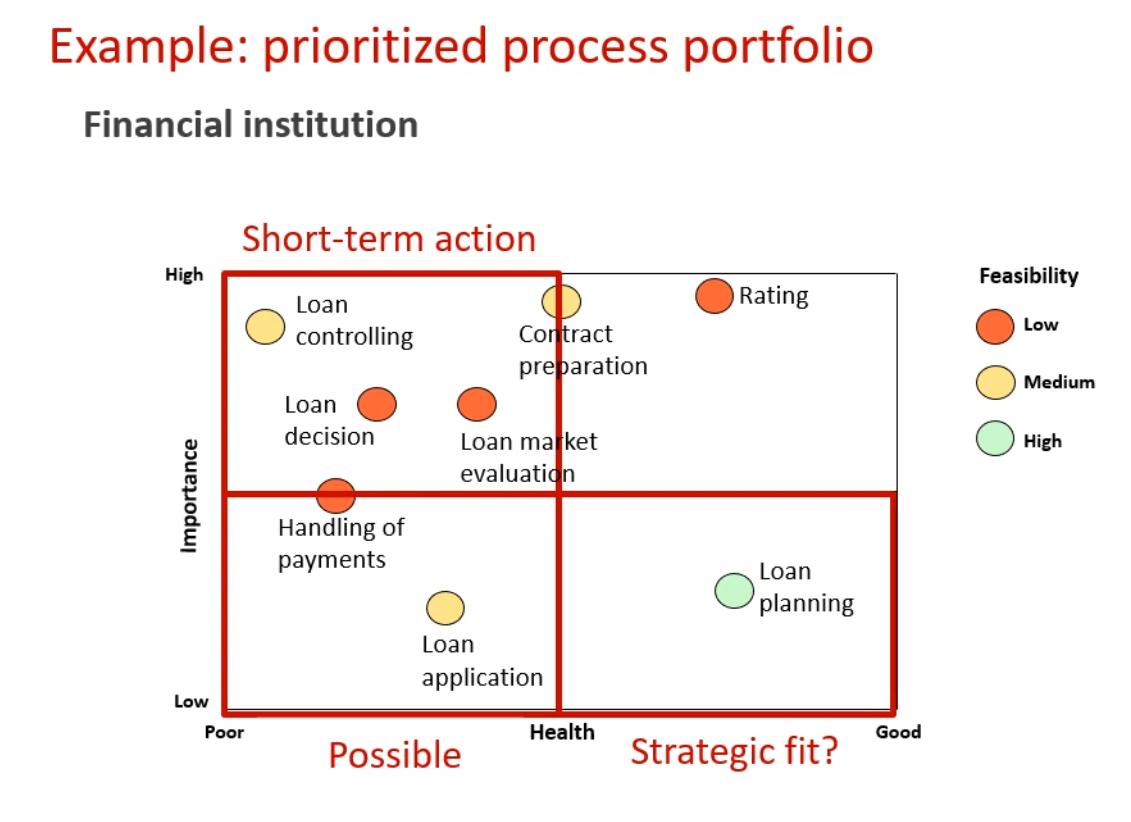 Example: prioritized process portfolio
Financial institution
Short-term action
High
Feasibility
Loan
controlling
Contract
preparation
Rating
Low
Medium
High
Loan
decision
Loan market
evaluation
Importance
Handling of
payments
Loan
application
Loan
planning
Low
Poor
Health
Good
Possible
Strategic fit?